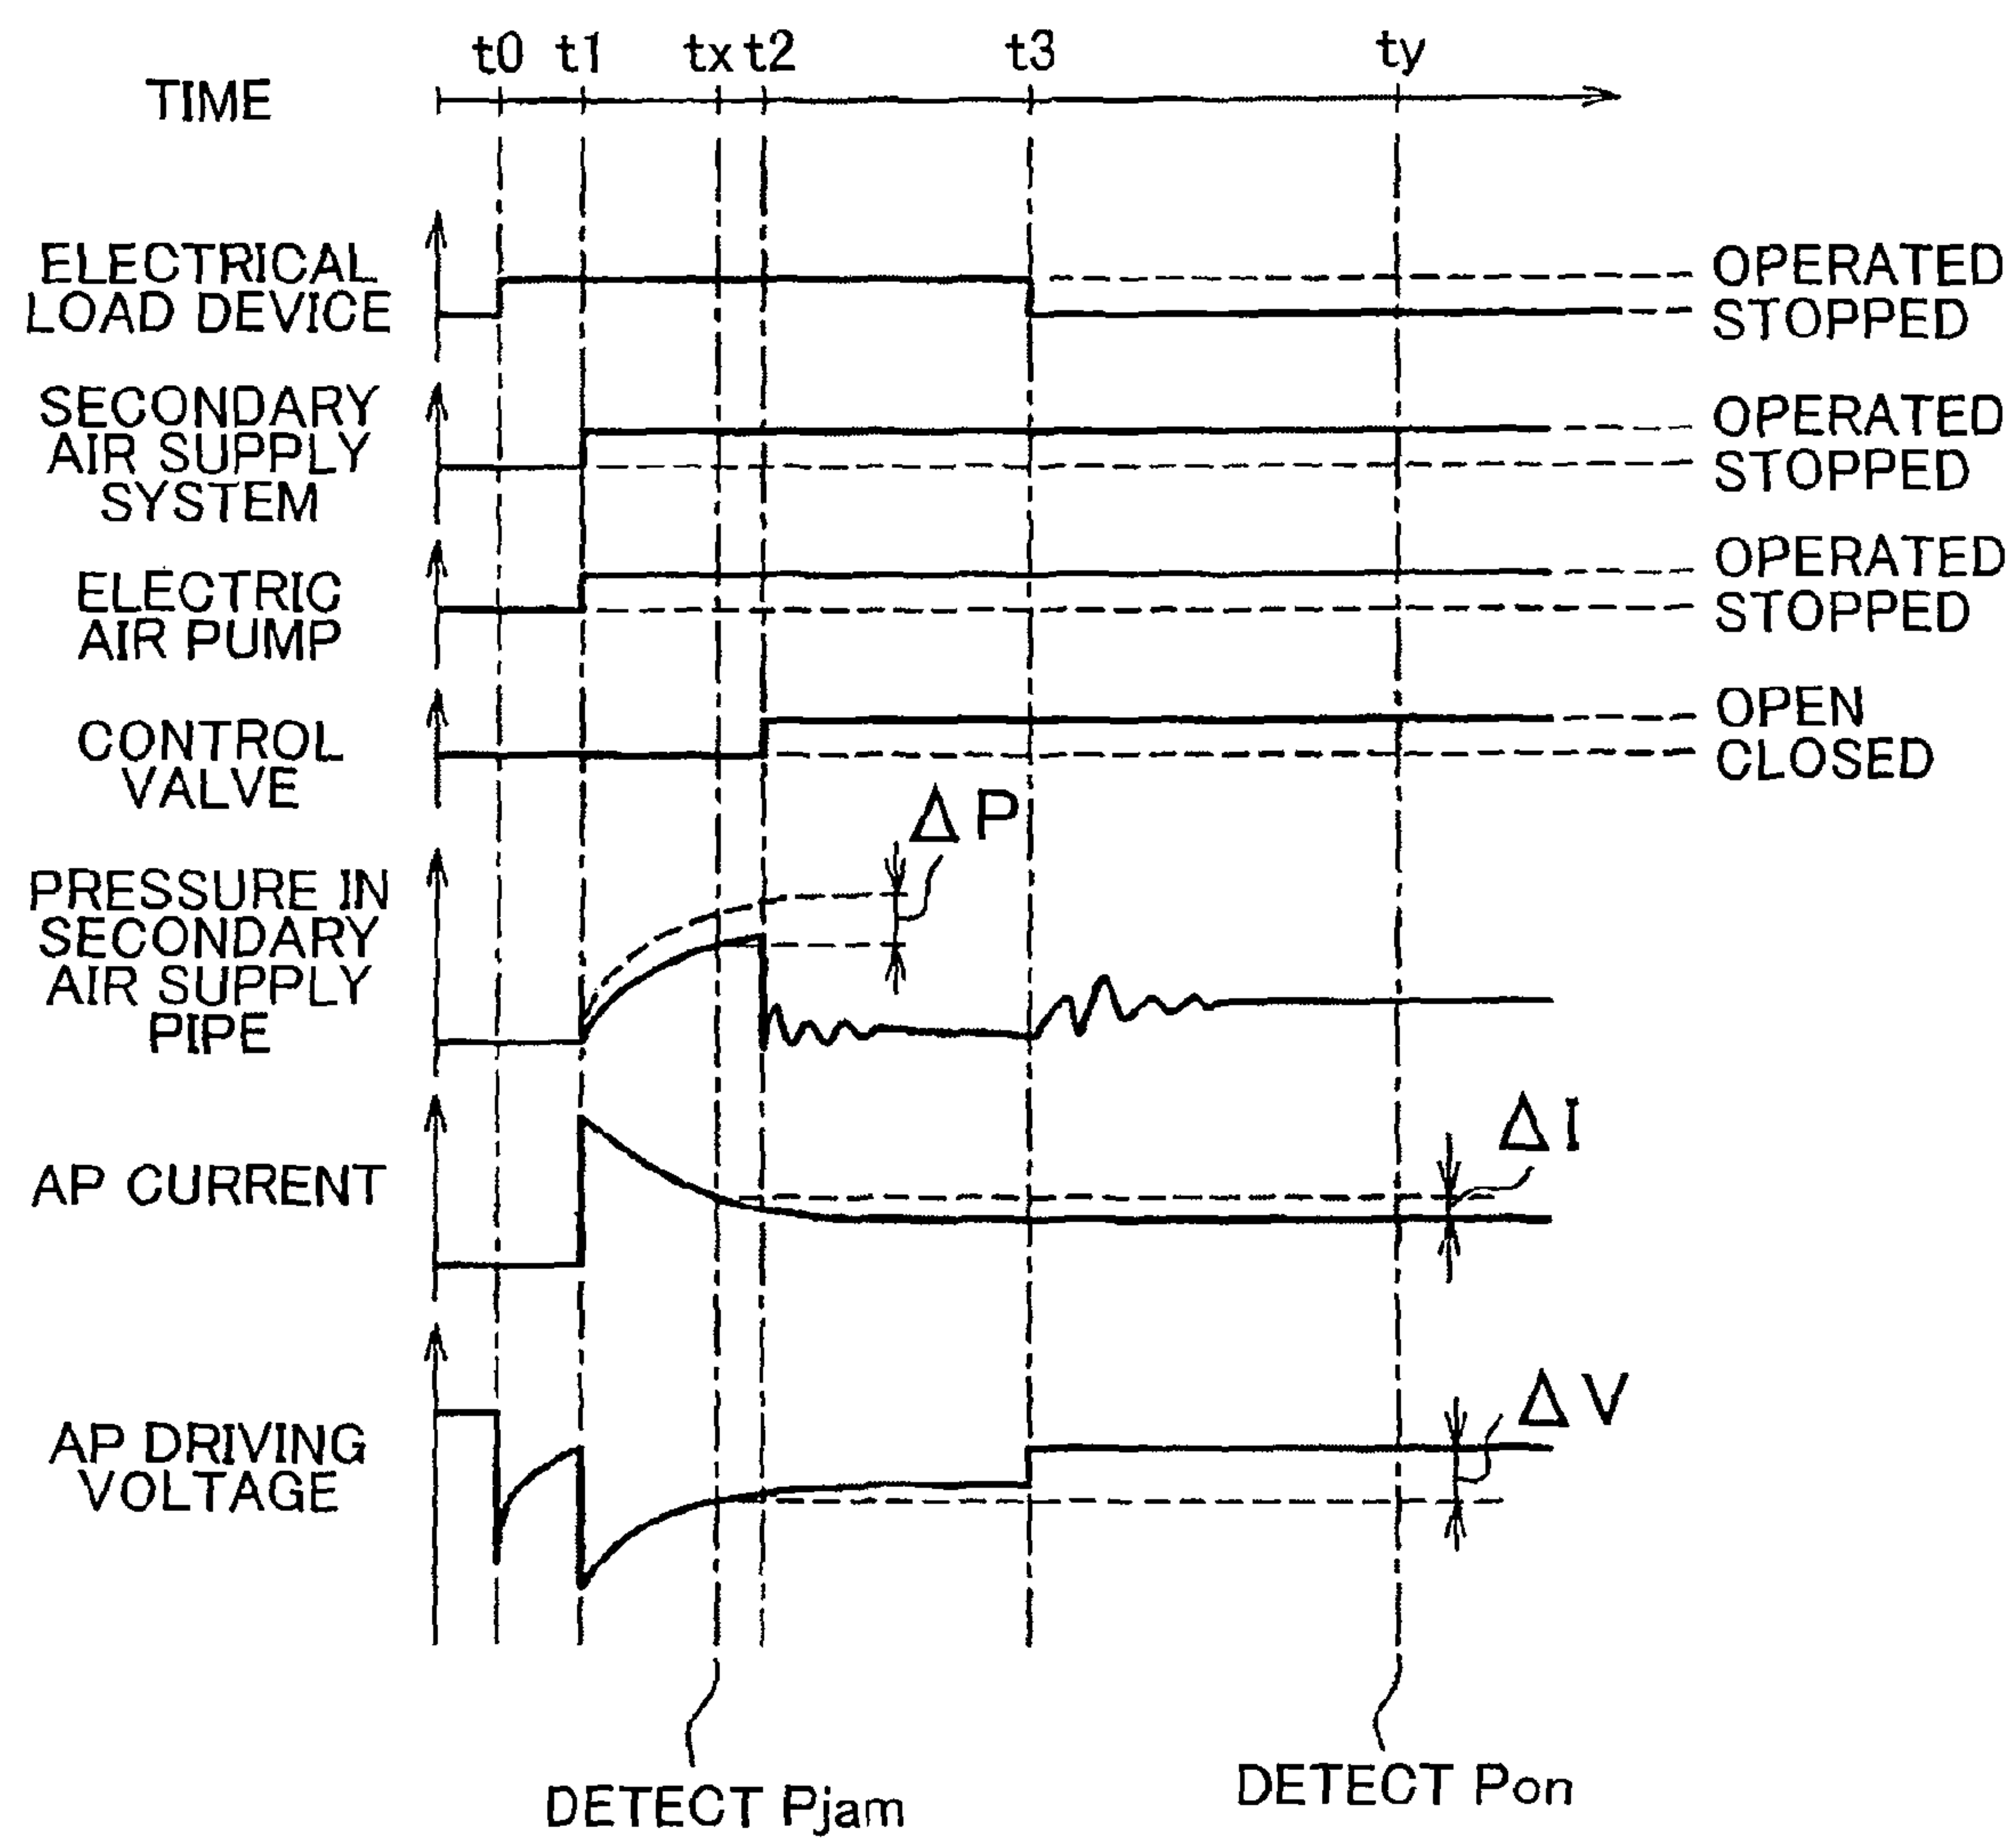 t0 t1 tx t2 t3 ty
TIME
ELECTRICAL
LOAD DEVICE
OPERATED
STOPPED
SECONDARY
AIR SUPPLY
SYSTEM
OPERATED
STOPPED
ELECTRIC
AIR PUMP
OPERATED
STOPPED
CONTROL
VALVE
OPEN
CLOSED
ΔP
PRESSURE IN
SECONDARY
AIR SUPPLY
PIPE
ΔI
AP CURRENT
ΔV
AP DRIVING
VOLTAGE
DETECT Pjam
DETECT Pon